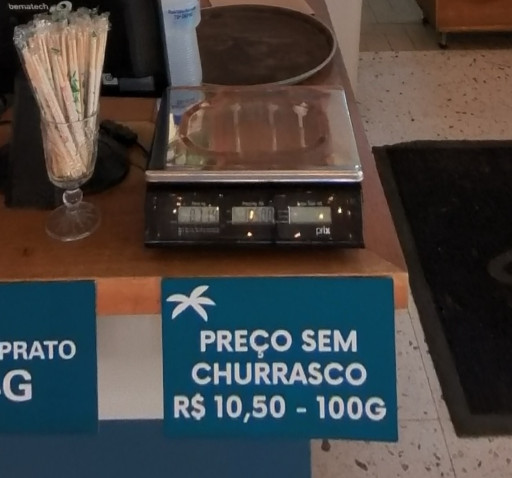 bematech
prix
PRATO
G
PREÇO SEM
CHURRASCO
R$ 10,50 - 100G